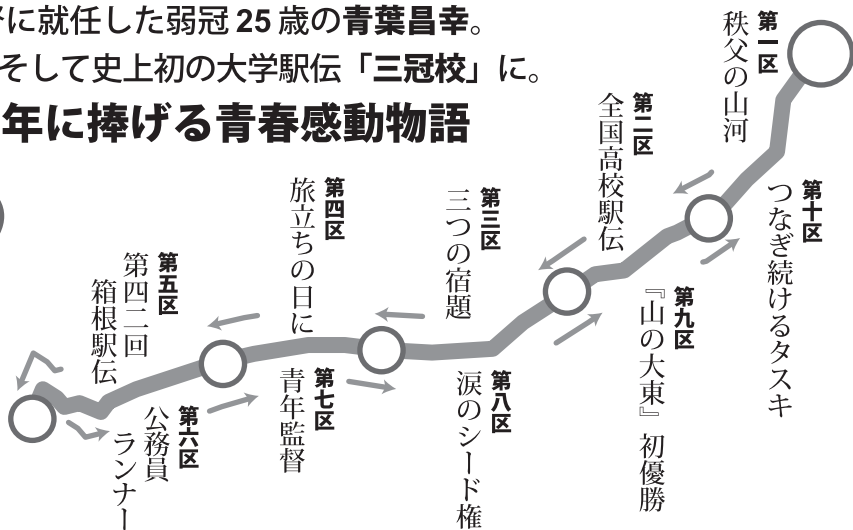 に就任した弱冠25歳の青葉昌幸。
そして史上初の大学駅伝「三冠校」に。
年に捧げる青春感動物語
第一区
秩父の山河
第二区
全国高校駅伝
第三区
三つの宿題
第四区
旅立ちの日に
第五区
第四二回
箱根駅伝
第六区
公務員
ランナー
第七区
青年監督
第八区
涙のシード権
第九区
『山の大東』初優勝
第十区
つなぎ続けるタスキ